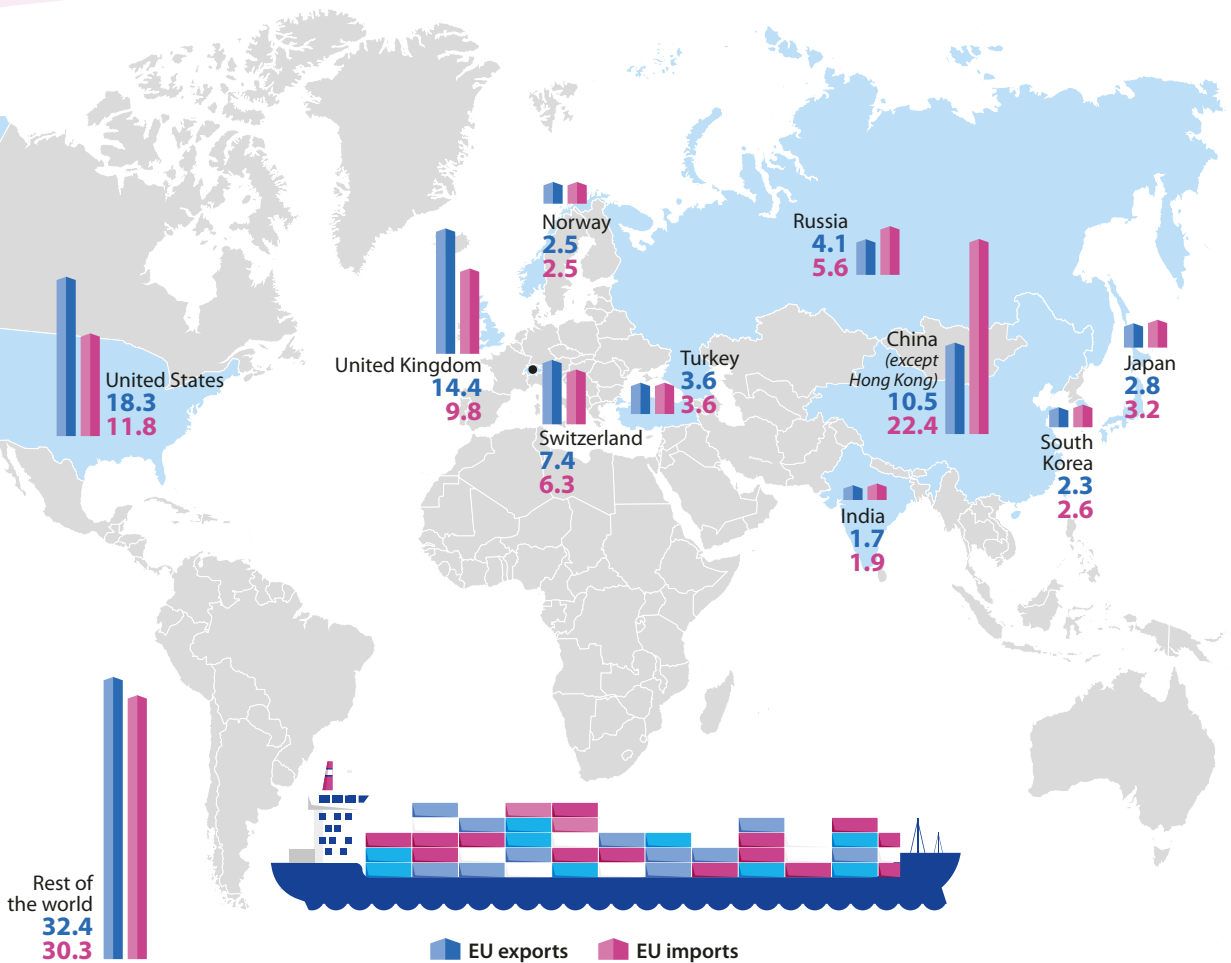 Norway
2.5
2.5
Russia
4.1
5.6
United States
18.3
11.8
United Kingdom
14.4
9.8
Switzerland
7.4
6.3
Turkey
3.6
3.6
China
(except
Hong Kong)
10.5
22.4
Japan
2.8
3.2
South
Korea
2.3
2.6
India
1.7
1.9
Rest of
the world
32.4
30.3
EU exports
EU imports